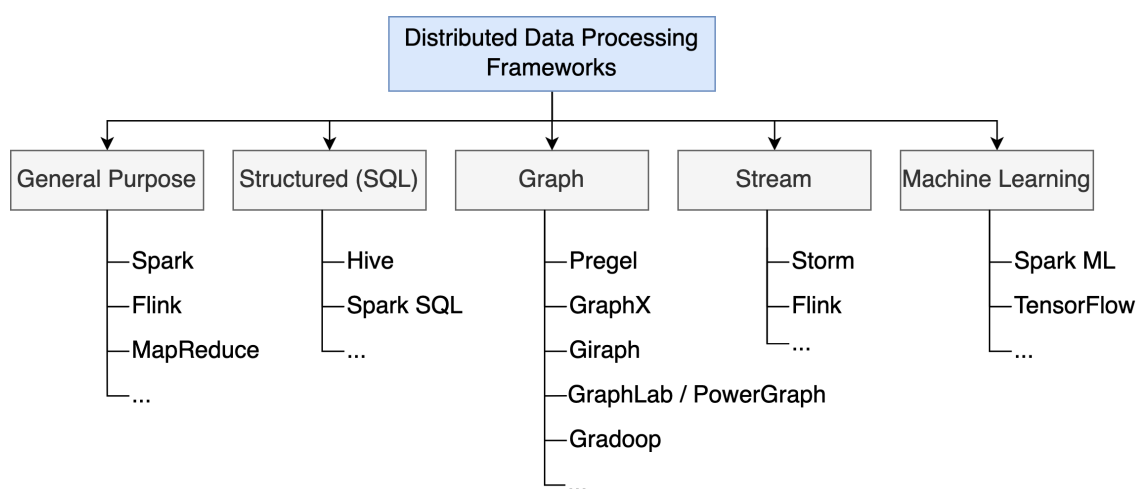 Distributed Data Processing
Frameworks
General Purpose
Structured (SQL)
Graph
Stream
Machine Learning
Spark
Flink
MapReduce
...
Hive
Spark SQL
...
Pregel
GraphX
Giraph
GraphLab / PowerGraph
Gradoop
...
Storm
Flink
...
Spark ML
TensorFlow
...